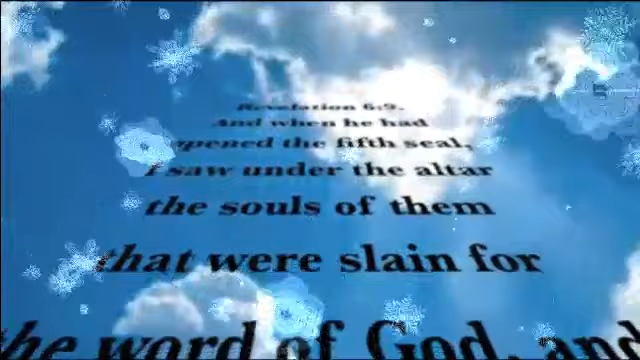 Revelation 6:9.
And when he had
opened the fifth seal,
I saw under the altar
the souls of them
that were slain for
the word of God, and